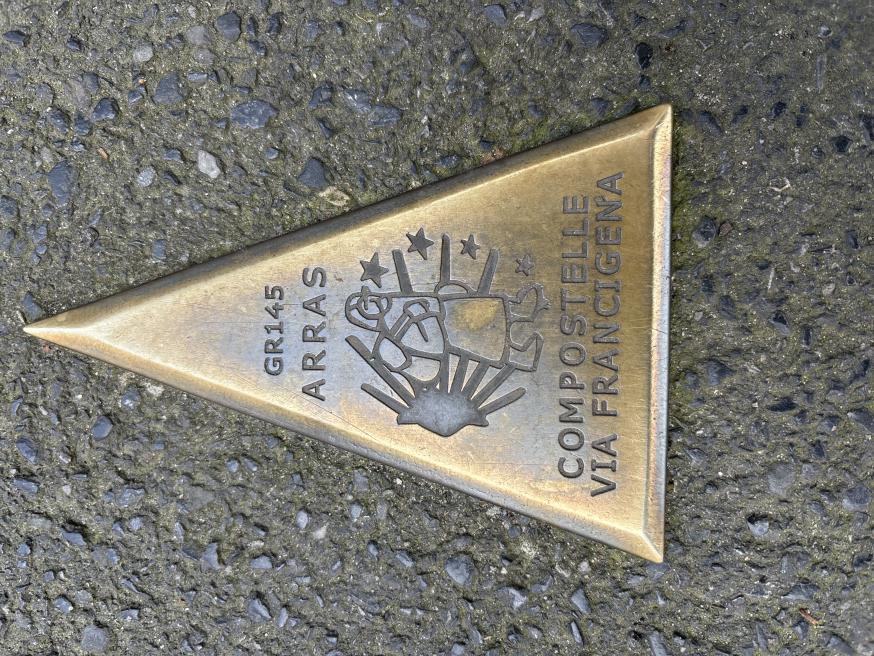 GR145
ARRAS
COMPOSTELLE
VIA FRANCIGENA